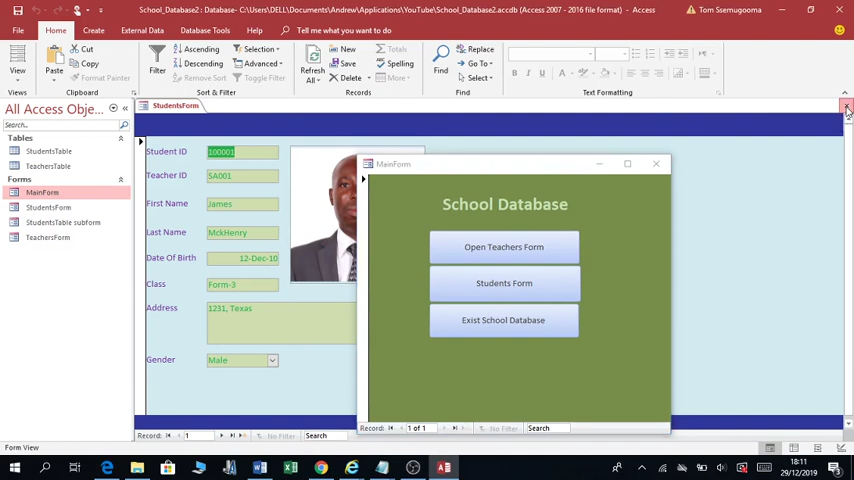 School_Database2 : Database- C:\Users\DELL\Documents\Andrew\Applications\YouTube\School_Database2.accdb (Access 2007 - 2016 file format) - Access
Tom Ssemugooma
File Home Create External Data Database Tools Help Tell me what you want to do
View
Views
Paste
Cut
Copy
Format Painter
Clipboard
Filter
Ascending
Descending
Remove Sort
Selection
Advanced
Toggle Filter
Sort & Filter
Refresh All
New
Save
Delete
Totals
Spelling
More
Records
Find
Replace
Go To
Select
Find
B I U A
Text Formatting
All Access Obje...
Search...
Tables
StudentsTable
TeachersTable
Forms
MainForm
StudentsForm
StudentsTable subform
TeachersForm
StudentsForm
Student ID 100001
Teacher ID SA001
First Name James
Last Name MckHenry
Date Of Birth 12-Dec-10
Class Form-3
Address 1231, Texas
Gender Male
Record: 1 No Filter Search
MainForm
School Database
Open Teachers Form
Students Form
Exist School Database
Record: 1 of 1 No Filter Search
Form View
18:11
29/12/2019
3